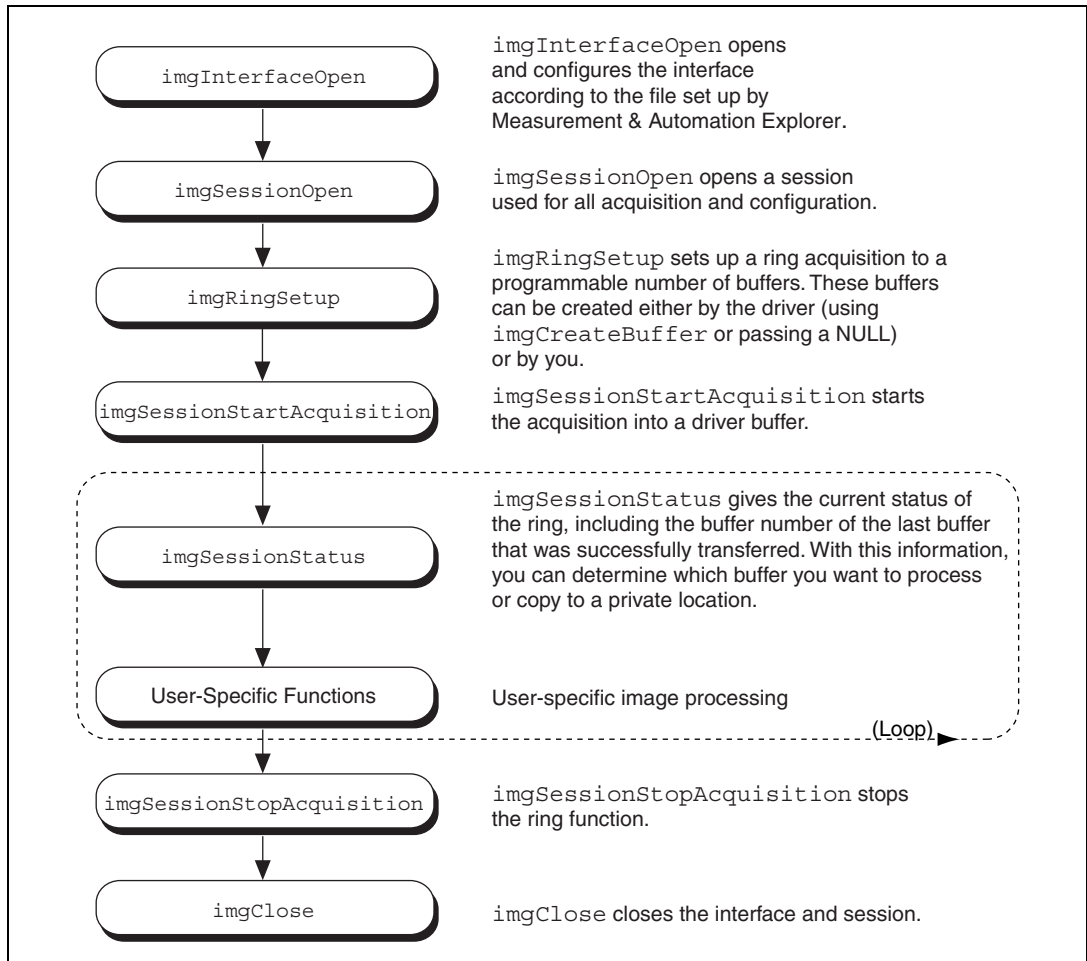 imgInterfaceOpen
imgInterfaceOpen opens
and configures the interface
according to the file set up by
Measurement & Automation Explorer.
imgSessionOpen
imgSessionOpen opens a session
used for all acquisition and configuration.
imgRingSetup
imgRingSetup sets up a ring acquisition to a
programmable number of buffers. These buffers
can be created either by the driver (using
imgCreateBuffer or passing a NULL)
or by you.
imgSessionStartAcquisition
imgSessionStartAcquisition starts
the acquisition into a driver buffer.
imgSessionStatus
imgSessionStatus gives the current status of
the ring, including the buffer number of the last buffer
that was successfully transferred. With this information,
you can determine which buffer you want to process
or copy to a private location.
User-Specific Functions
User-specific image processing
(Loop)
imgSessionStopAcquisition
imgSessionStopAcquisition stops
the ring function.
imgClose
imgClose closes the interface and session.